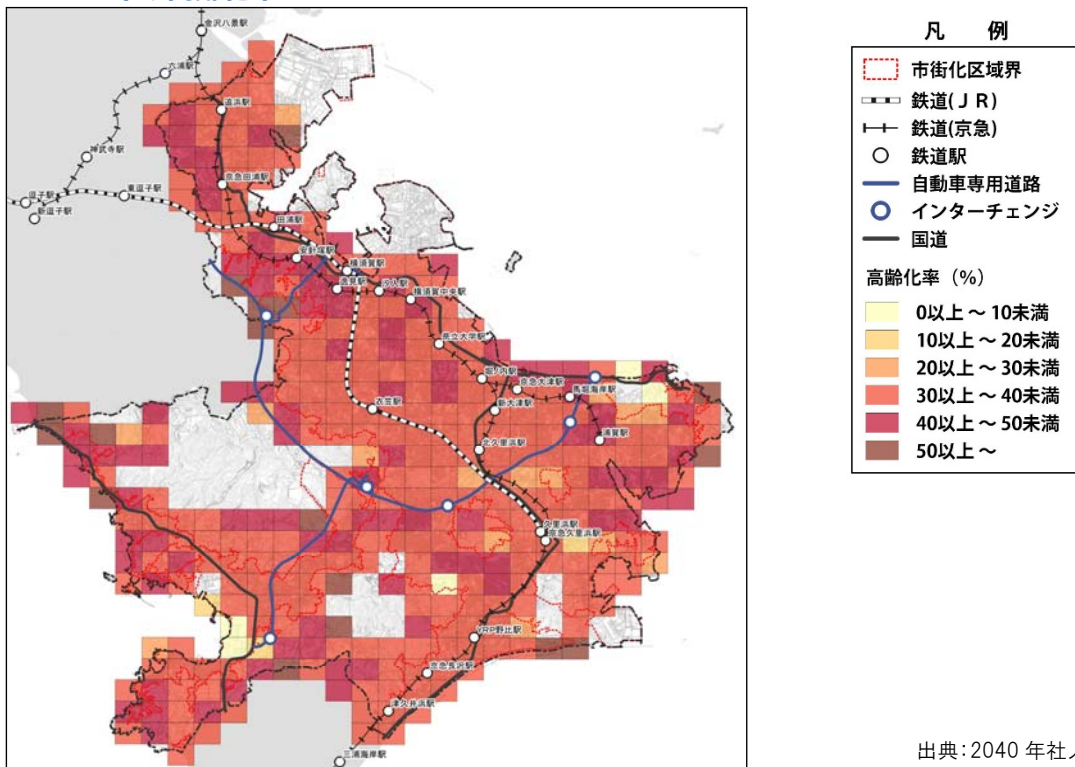 金沢八景駅
六浦駅
追浜駅
神武寺駅
京急田浦駅
逗子駅
東逗子駅
新逗子駅
田浦駅
安針塚駅
横須賀駅
逸見駅
汐入駅
横須賀中央駅
県立大学駅
堀ノ内駅
京急大津駅
馬堀海岸駅
衣笠駅
新大津駅
浦賀駅
北久里浜駅
久里浜駅
京急久里浜駅
YRP野比駅
京急長沢駅
津久井浜駅
三浦海岸駅
凡 例
市街化区域界
鉄道(ＪＲ)
鉄道(京急)
鉄道駅
自動車専用道路
インターチェンジ
国道
高齢化率（%）
0以上 ～ 10未満
10以上 ～ 20未満
20以上 ～ 30未満
30以上 ～ 40未満
40以上 ～ 50未満
50以上 ～
出典：2040 年社